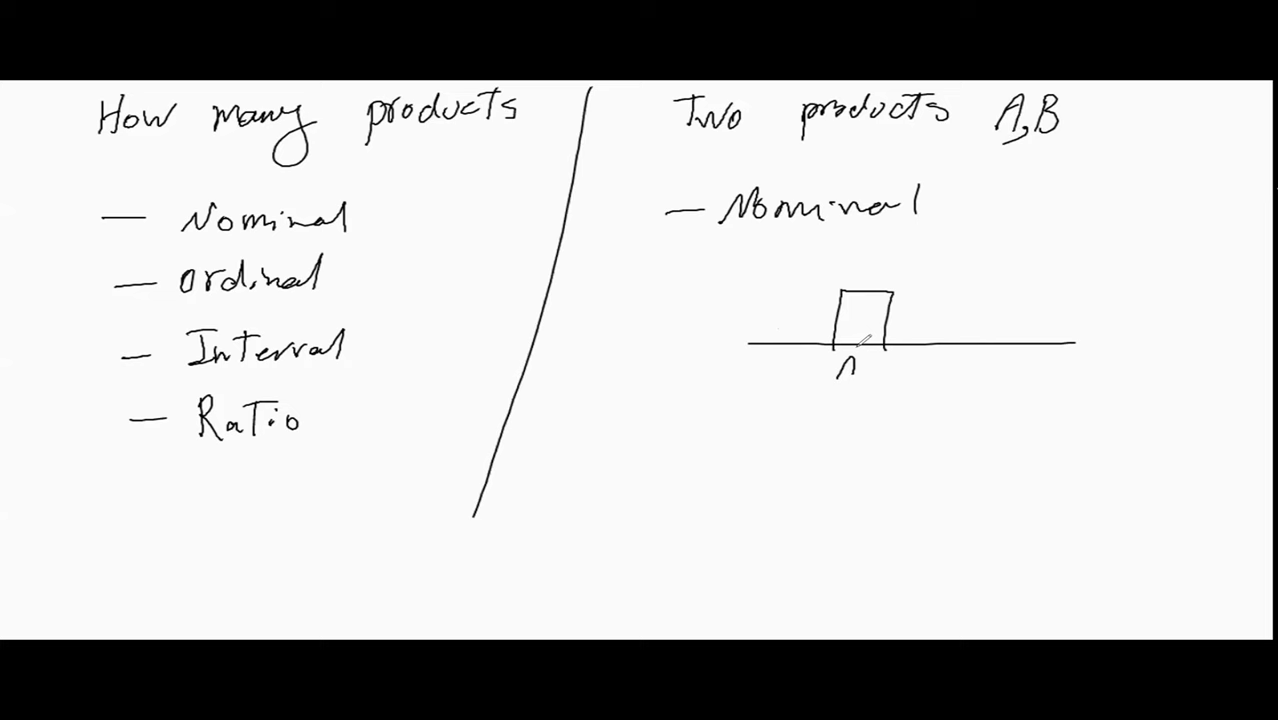 How many products
— Nominal
— Ordinal
— Interval
— Ratio
Two products A,B
— Nominal